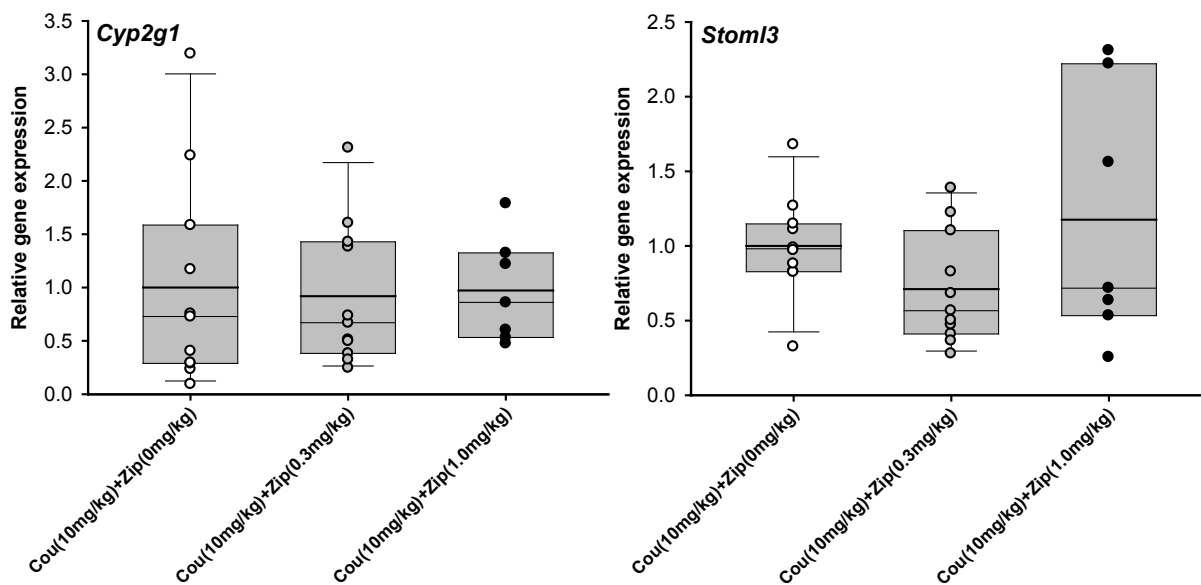 Cyp2g1
Relative gene expression
3.5
3.0
2.5
2.0
1.5
1.0
0.5
0.0
Cou(10mg/kg)+Zip(0mg/kg)
Cou(10mg/kg)+Zip(0.3mg/kg)
Cou(10mg/kg)+Zip(1.0mg/kg)
Stoml3
Relative gene expression
2.5
2.0
1.5
1.0
0.5
0.0
Cou(10mg/kg)+Zip(0mg/kg)
Cou(10mg/kg)+Zip(0.3mg/kg)
Cou(10mg/kg)+Zip(1.0mg/kg)